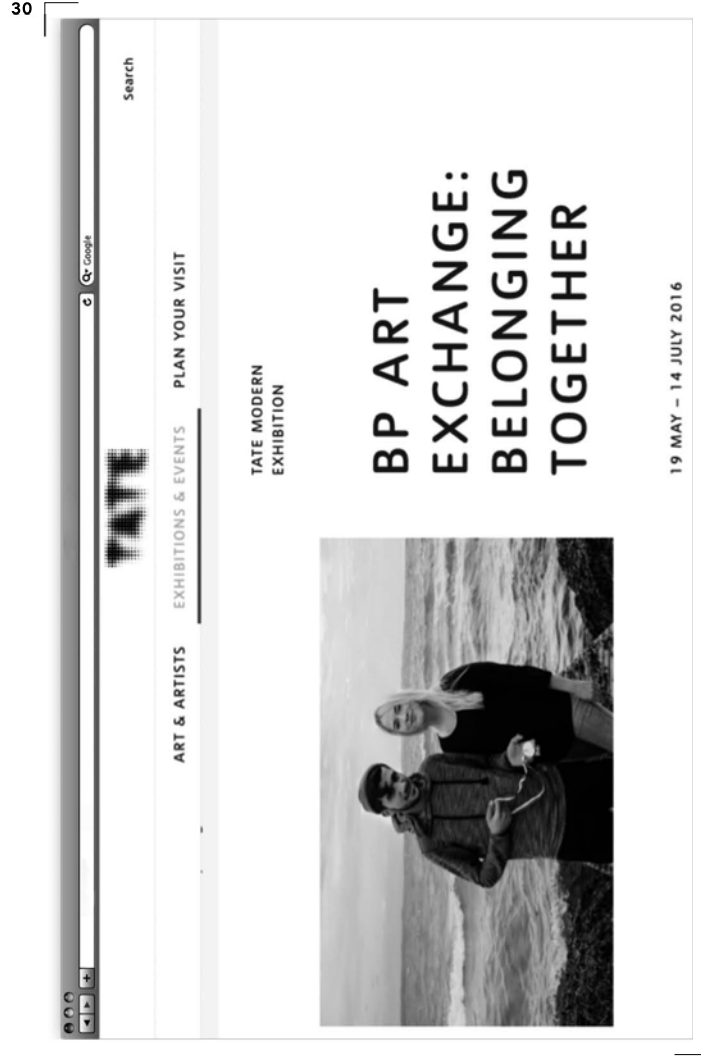 30
Google
Search
TATE
ART & ARTISTS EXHIBITIONS & EVENTS PLAN YOUR VISIT
TATE MODERN
EXHIBITION
BP ART
EXCHANGE:
BELONGING
TOGETHER
19 MAY – 14 JULY 2016